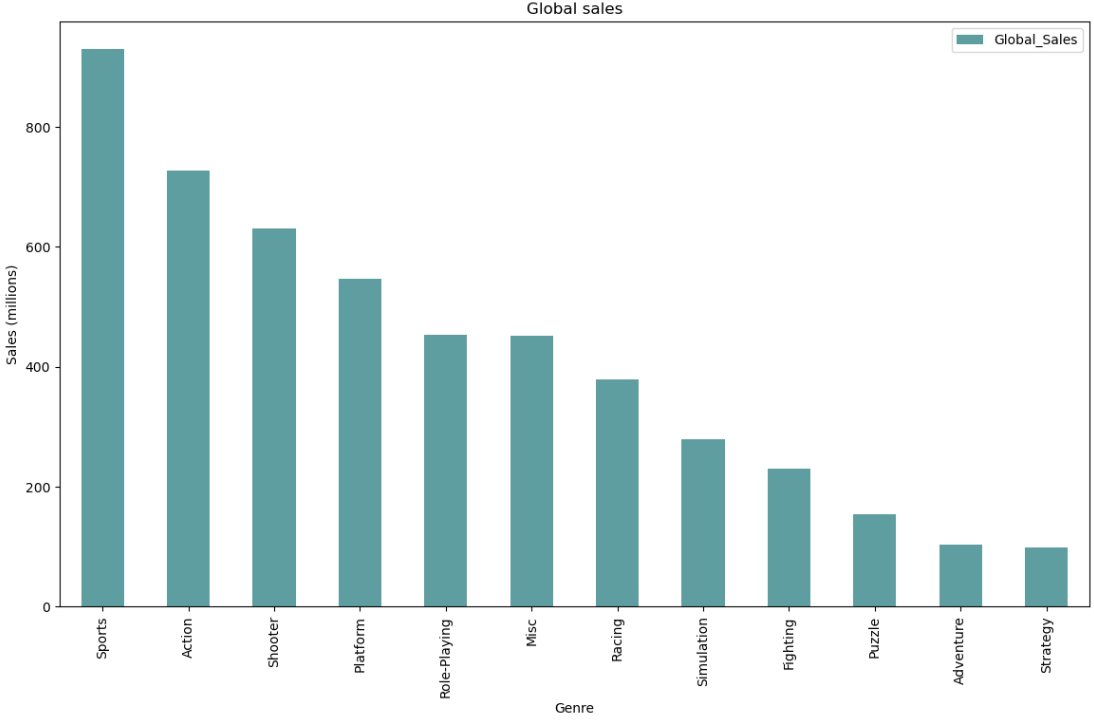 Global sales
Global_Sales
Sales (millions)
800
600
400
200
0
Sports
Action
Shooter
Platform
Role-Playing
Misc
Racing
Simulation
Fighting
Puzzle
Adventure
Strategy
Genre